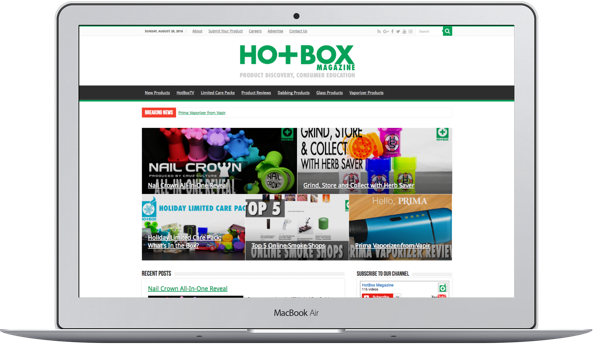 SUNDAY, AUGUST 28, 2016 About Submit Your Product Careers Advertise Contact Us Search
HOTBOX
MAGAZINE
PRODUCT DISCOVERY, CONSUMER EDUCATION
New Products HotBoxTV Limited Care Packs Product Reviews Dabbing Products Glass Products Vaporizer Products
BREAKING NEWS Prima Vaporizer from Vapir
NAIL CROWN
Nail Crown All-In-One Reveal
ALL-IN-ONE REVEAL
GRIND, STORE
& COLLECT
WITH HERB SAVER
Grind, Store and Collect with Herb Saver
HOLIDAY LIMITED CARE PACK
Holiday Limited Care Pack:
What's In the Box?
TOP 5
Top 5 Online Smoke Shops
ONLINE SMOKE SHOPS
Hello, PRIMA
Prima Vaporizer from Vapir
PRIMA VAPORIZER REVIEW
RECENT POSTS SUBSCRIBE TO OUR CHANNEL
Nail Crown All-In-One Reveal
HotBox Magazine
MacBook Air